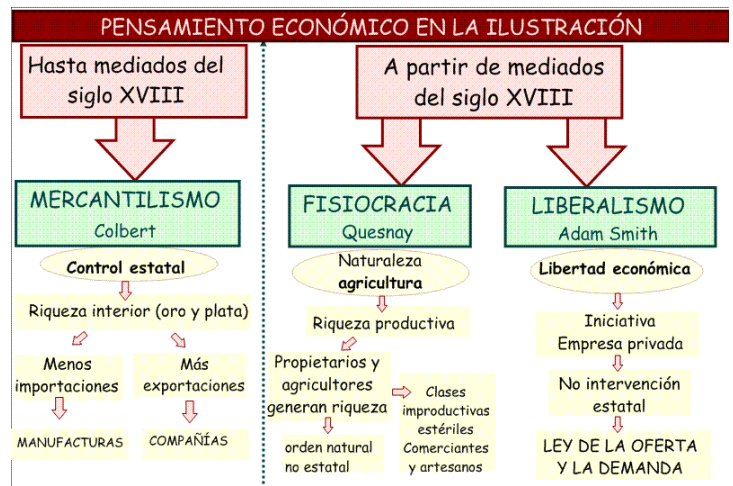 PENSAMIENTO ECONÓMICO EN LA ILUSTRACIÓN
Hasta mediados del
siglo XVIII
A partir de mediados
del siglo XVIII
MERCANTILISMO
Colbert
Control estatal
Riqueza interior (oro y plata)
Menos
importaciones
Más
exportaciones
MANUFACTURAS
COMPAÑÍAS
FISIOCRACIA
Quesnay
Naturaleza
agricultura
Riqueza productiva
Propietarios y
agricultores
generan riqueza
Clases
improductivas
estériles
Comerciantes
y artesanos
orden natural
no estatal
LIBERALISMO
Adam Smith
Libertad económica
Iniciativa
Empresa privada
No intervención
estatal
LEY DE LA OFERTA
Y LA DEMANDA